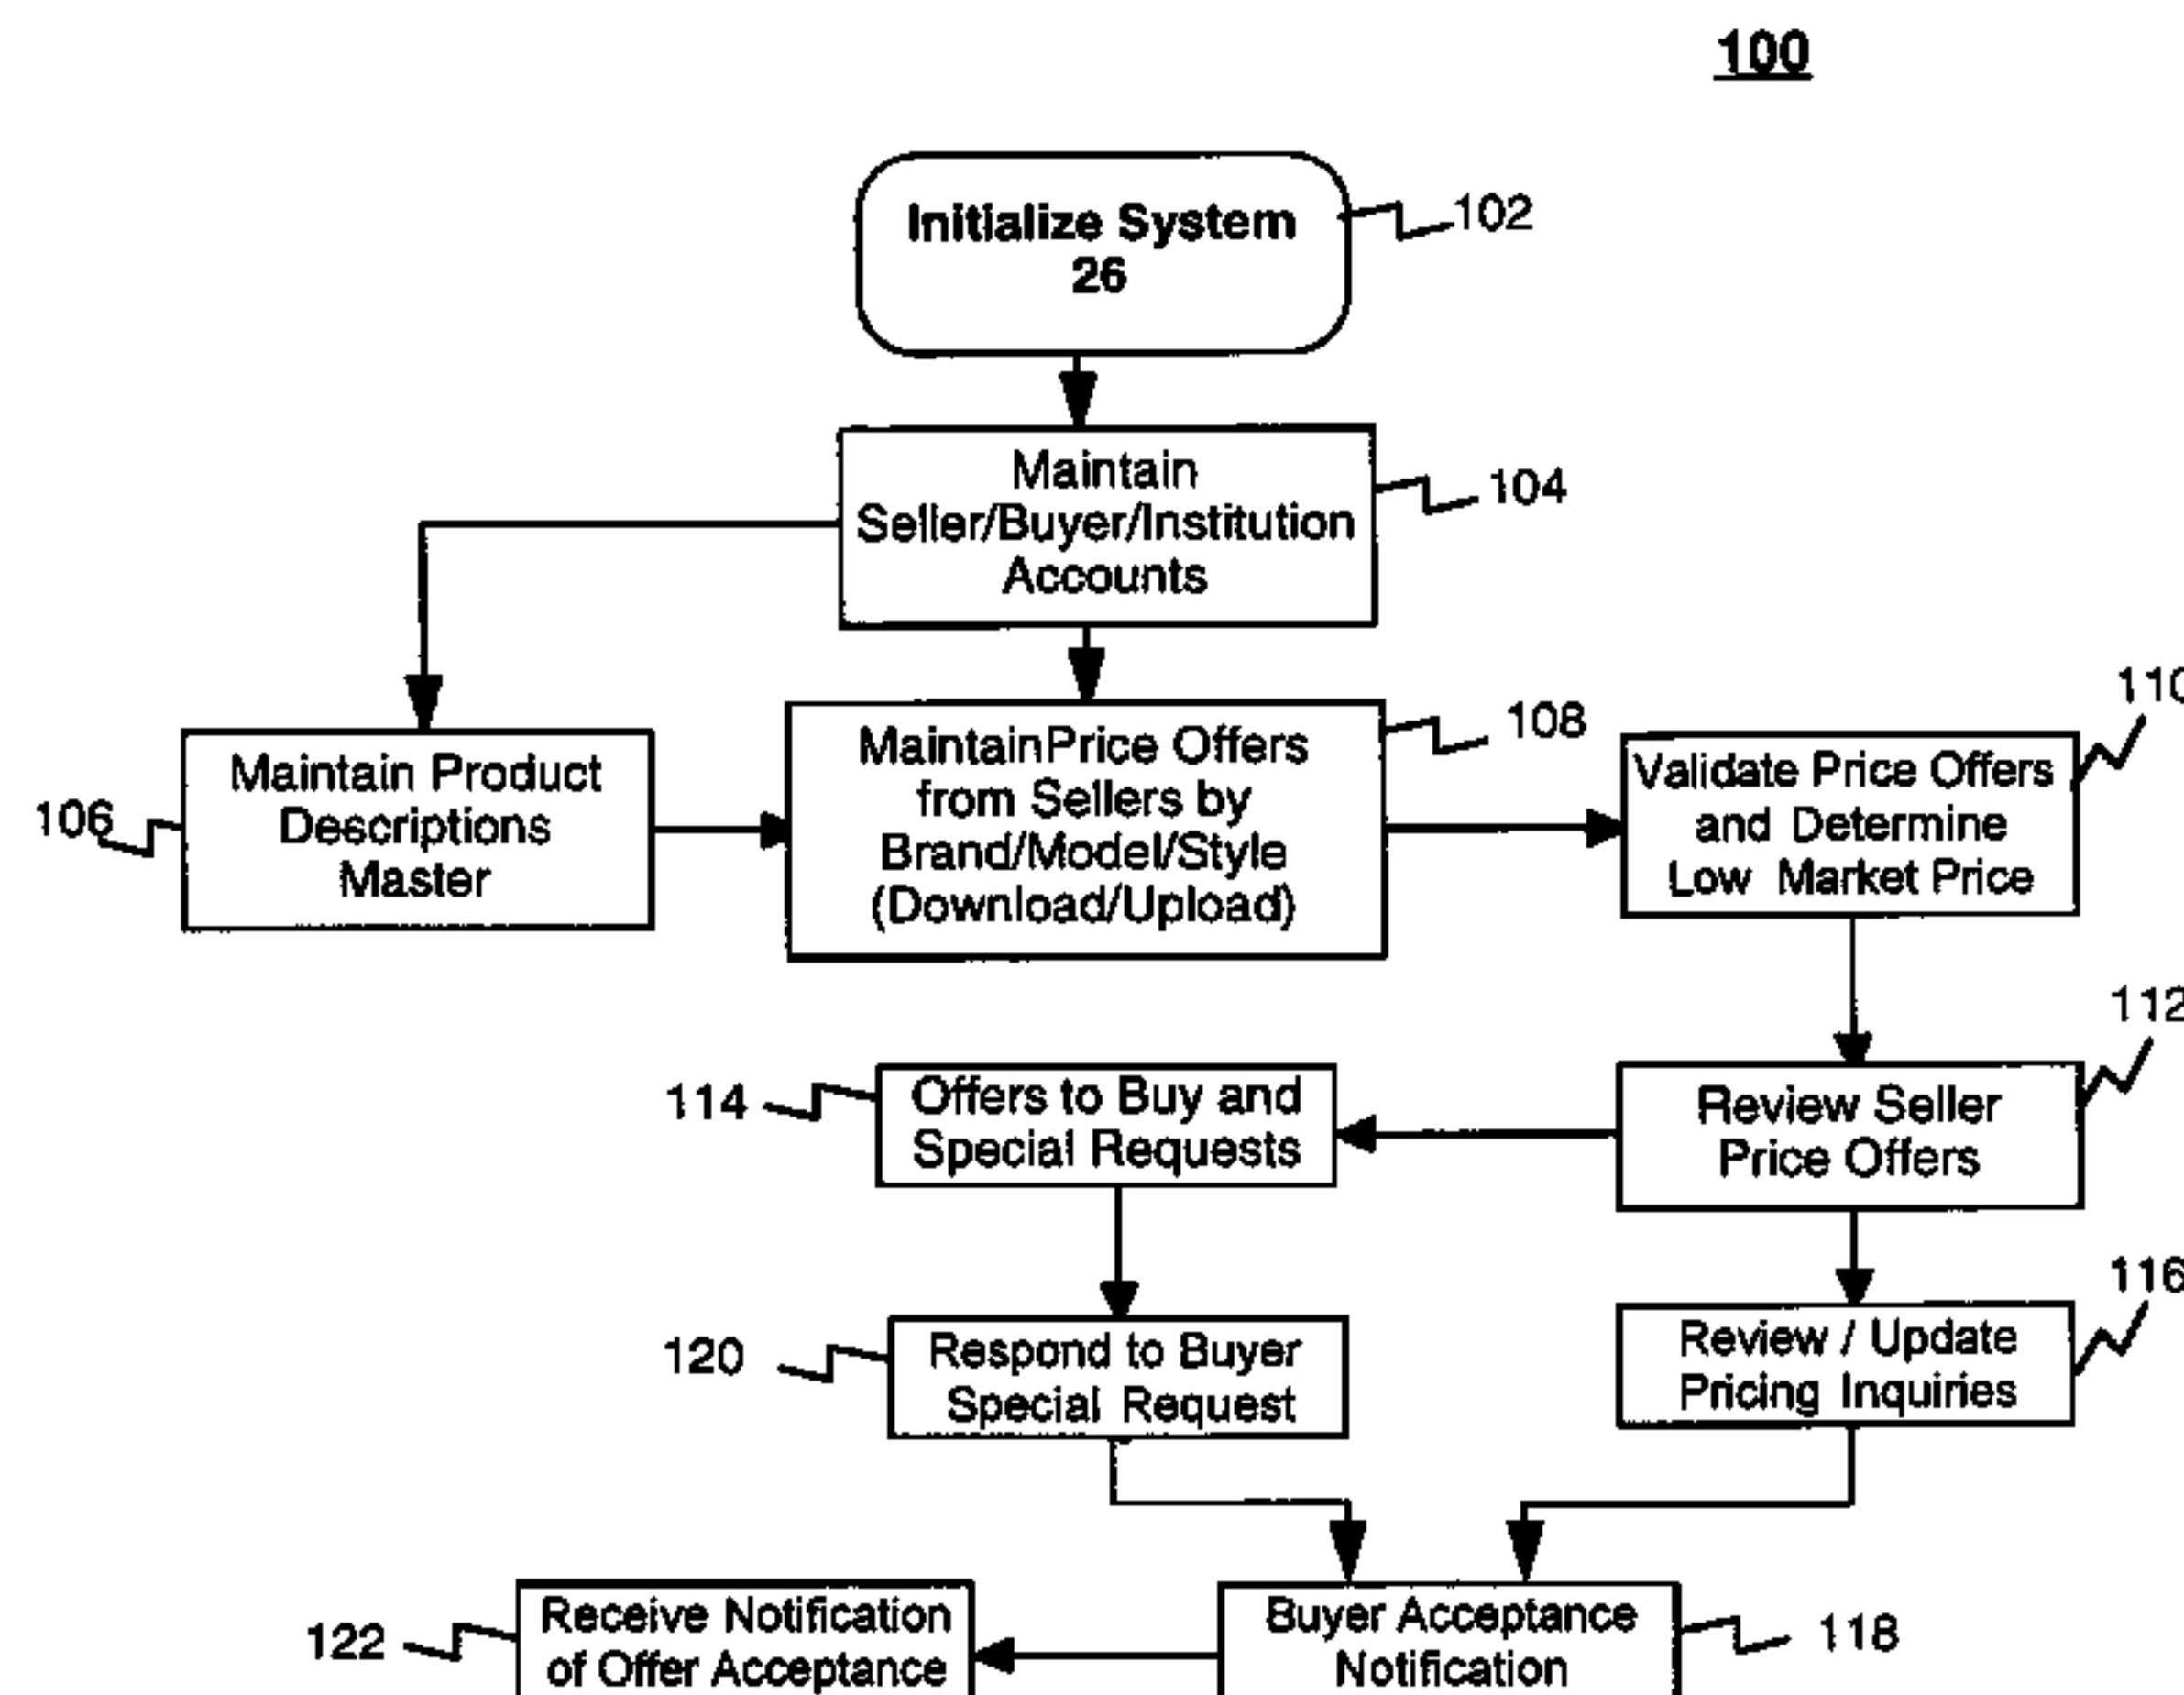 100
Initialize System
26
102
Maintain
Seller/Buyer/Institution
Accounts
104
106
Maintain Product
Descriptions
Master
MaintainPrice Offers
from Sellers by
Brand/Model/Style
(Download/Upload)
108
110
Validate Price Offers
and Determine
Low Market Price
112
114
Offers to Buy and
Special Requests
Review Seller
Price Offers
116
120
Respond to Buyer
Special Request
Review / Update
Pricing Inquiries
122
Receive Notification
of Offer Acceptance
Buyer Acceptance
Notification
118